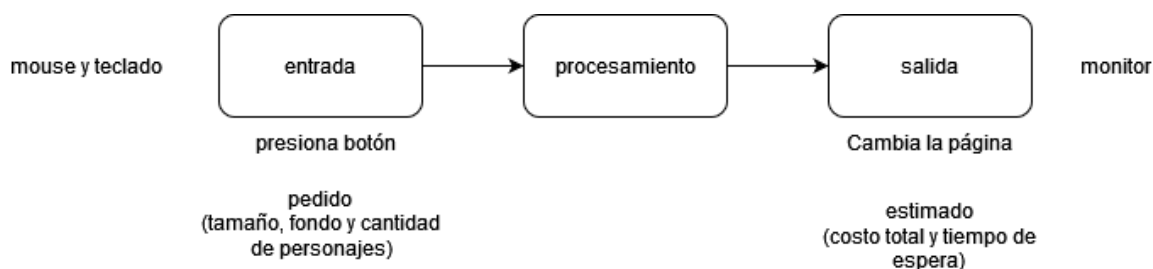 mouse y teclado
entrada
procesamiento
salida
monitor
presiona botón
Cambia la página
pedido
(tamaño, fondo y cantidad
de personajes)
estimado
(costo total y tiempo de
espera)